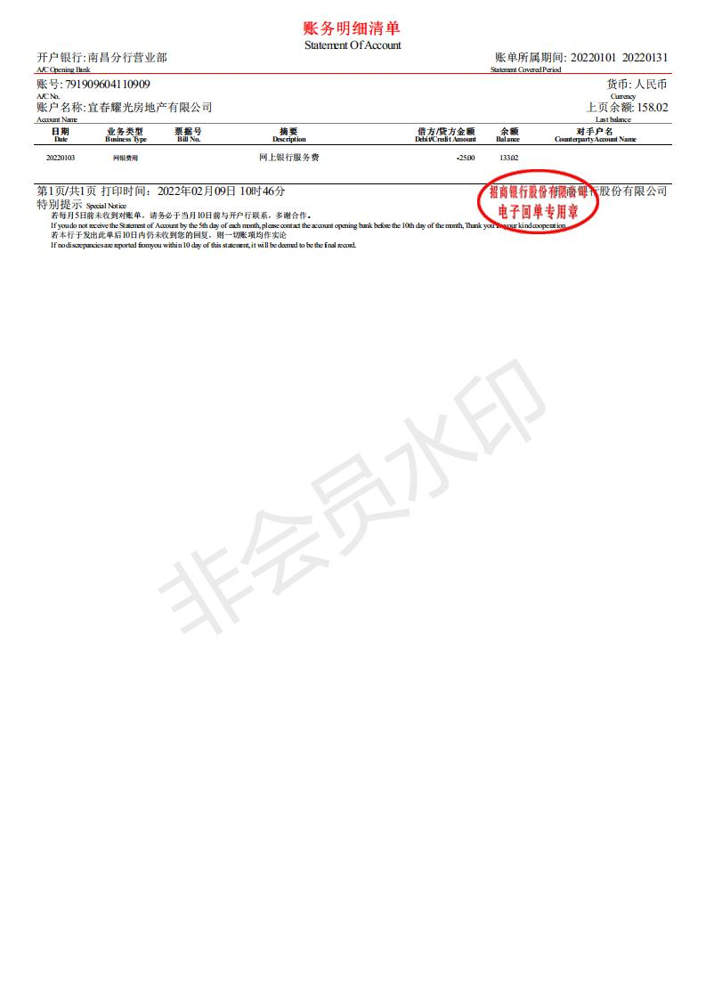 账务明细清单
Statement Of Account
开户银行: 南昌分行营业部 账单所属期间: 20220101 20220131
A/C Opening Bank Statement Covered Period
账号: 791909604110909 货币: 人民币
A/C No. Currency
账户名称: 宜春耀光房地产有限公司 上页余额: 158.02
Account Name Last balance
日期 业务类型 票据号 摘要 借方/贷方金额 余额 对手户名
Date Business Type Bill No. Description Debit/Credit Amount Balance Counterparty Account Name
20220103 网银费用 网上银行服务费 -25.00 133.02
第1页/共1页 打印时间: 2022年02月09日 10时46分 招商银行股份有限公司
招商银行股份有限公司
电子回单专用章
特别提示 Special Notice
若每月5日前未收到对账单，请务必于当月10日前与开户行联系，多谢合作。
If you do not receive the Statement of Account by the 5th day of each month, please contact the account opening bank before the 10th day of the month, Thank you for your kind cooperation.
若本行于发出此单后10日内仍未收到您的回复，则一切账项均作实论
If no discrepancies are reported from you within 10 day of this statement, it will be deemed to be the final record.
非会员水印